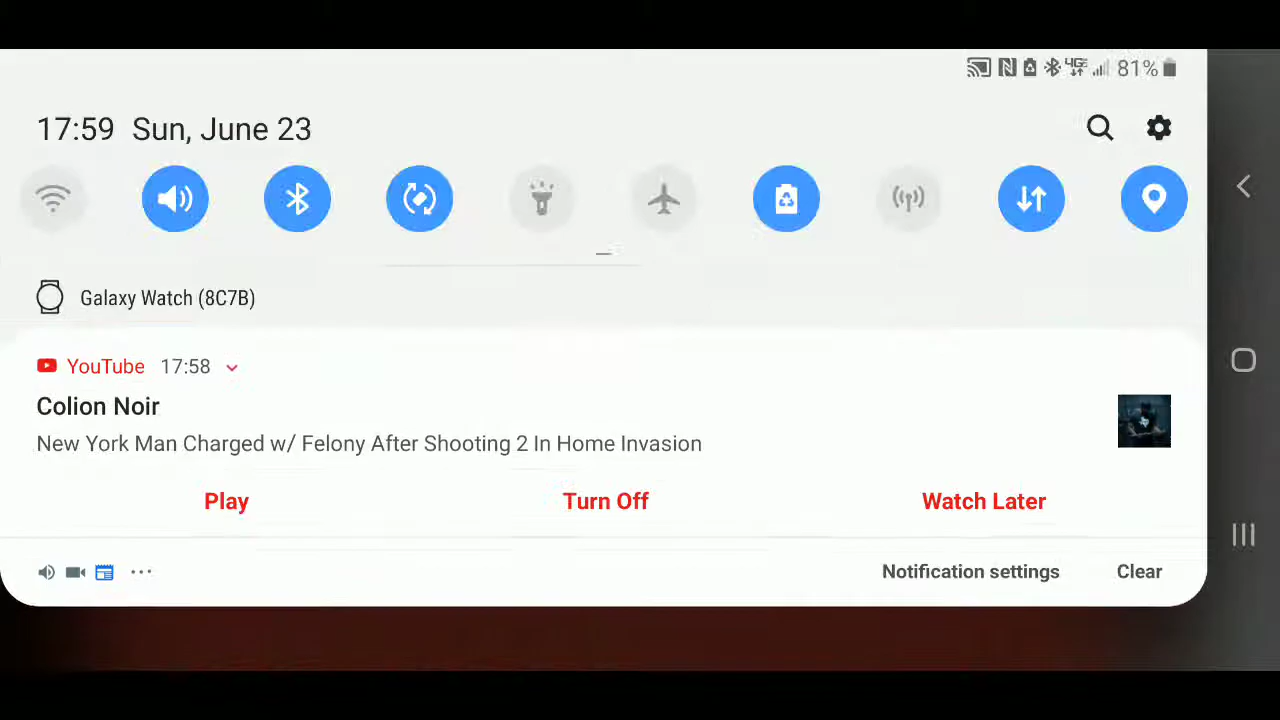 4G 81%
17:59 Sun, June 23
Galaxy Watch (8C7B)
YouTube 17:58
Colion Noir
New York Man Charged w/ Felony After Shooting 2 In Home Invasion
Play Turn Off Watch Later
Notification settings Clear